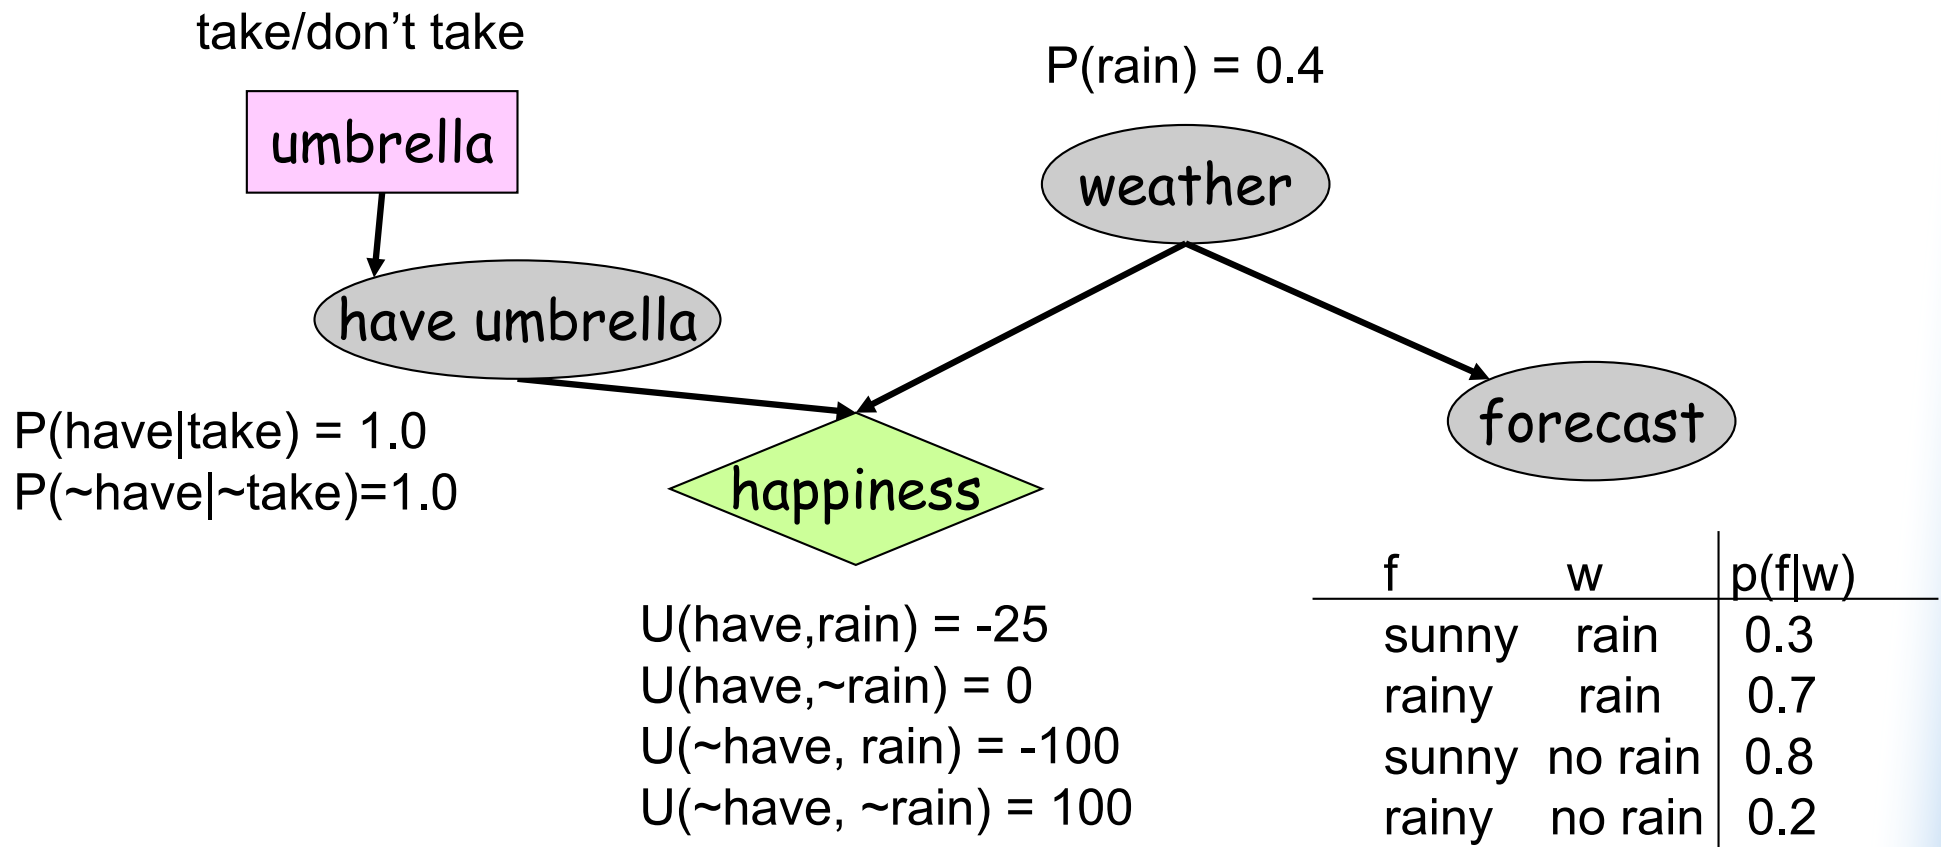 take/don’t take
P(rain) = 0.4
umbrella
weather
have umbrella
forecast
P(have|take) = 1.0
P(~have|~take)=1.0
happiness
U(have,rain) = -25
U(have,~rain) = 0
U(~have, rain) = -100
U(~have, ~rain) = 100
f w p(f|w)
sunny rain 0.3
rainy rain 0.7
sunny no rain 0.8
rainy no rain 0.2